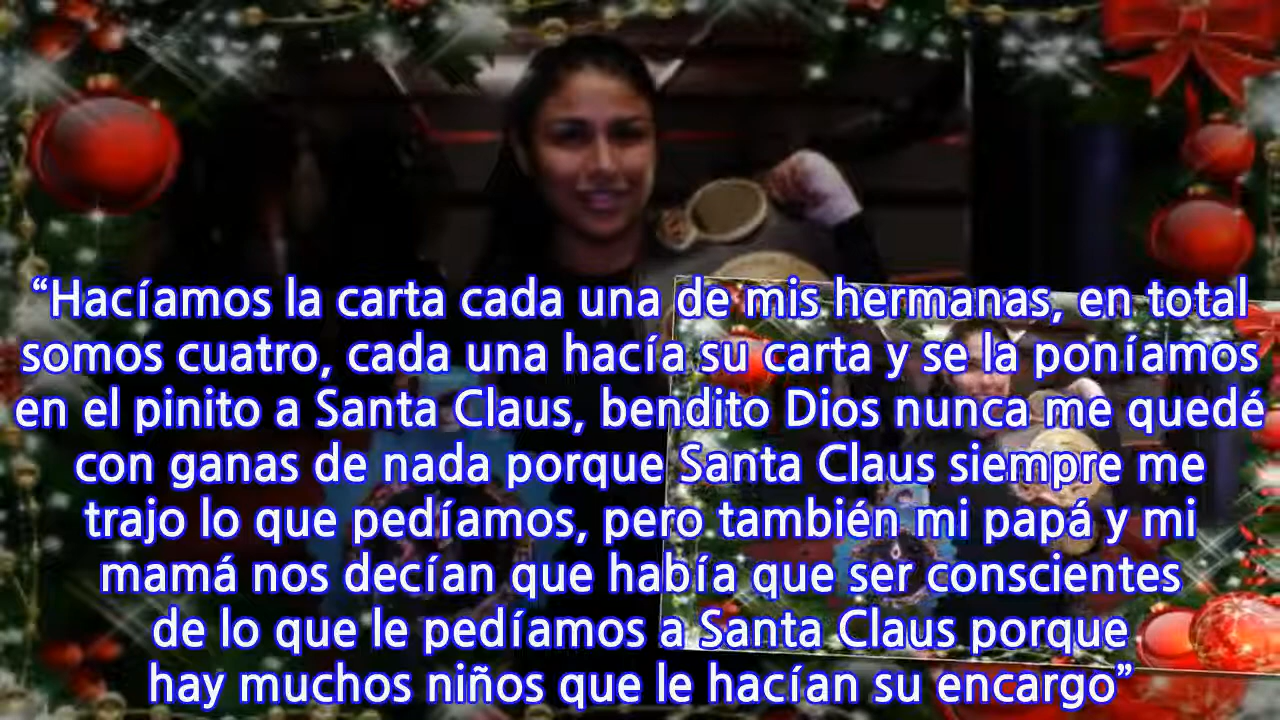 “Hacíamos la carta cada una de mis hermanas, en total
somos cuatro, cada una hacía su carta y se la poníamos
en el pinito a Santa Claus, bendito Dios nunca me quedé
con ganas de nada porque Santa Claus siempre me
trajo lo que pedíamos, pero también mi papá y mi
mamá nos decían que había que ser conscientes
de lo que le pedíamos a Santa Claus porque
hay muchos niños que le hacían su encargo”